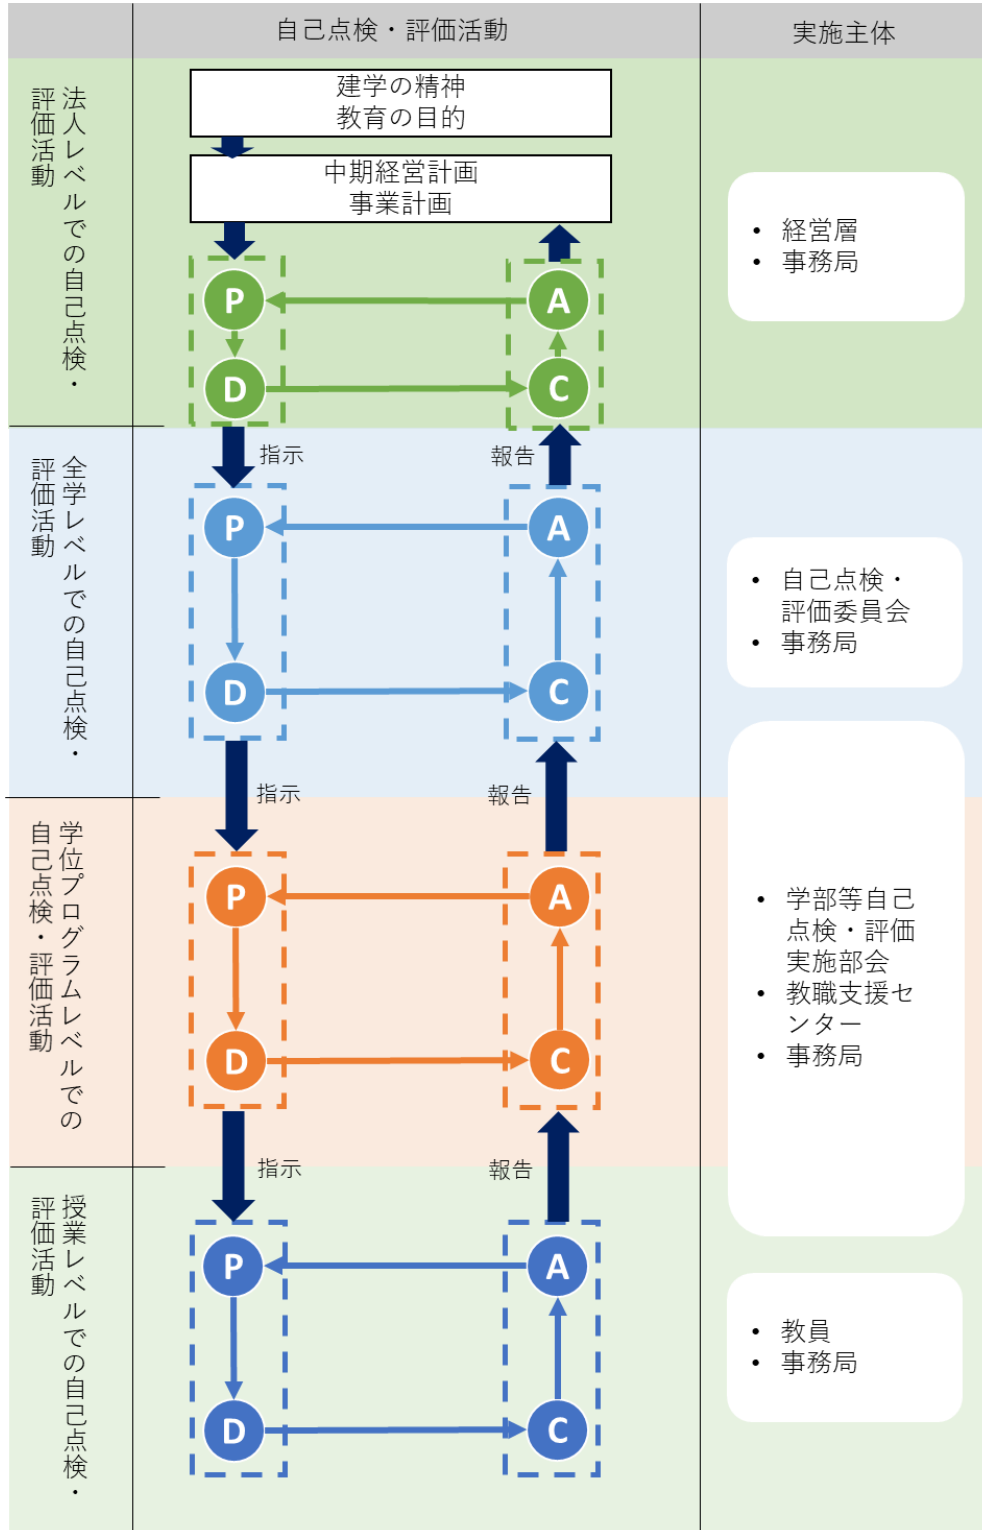 自己点検・評価活動
実施主体
法人レベルでの自己点検・
評価活動
建学の精神
教育の目的
中期経営計画
事業計画
P
A
D
C
• 経営層
• 事務局
指示
報告
全学レベルでの自己点検・
評価活動
P
A
D
C
• 自己点検・
評価委員会
• 事務局
指示
報告
学位プログラムレベルでの
自己点検・評価活動
P
A
D
C
• 学部等自己
点検・評価
実施部会
• 教職支援セ
ンター
• 事務局
指示
報告
授業レベルでの自己点検・
評価活動
P
A
D
C
• 教員
• 事務局